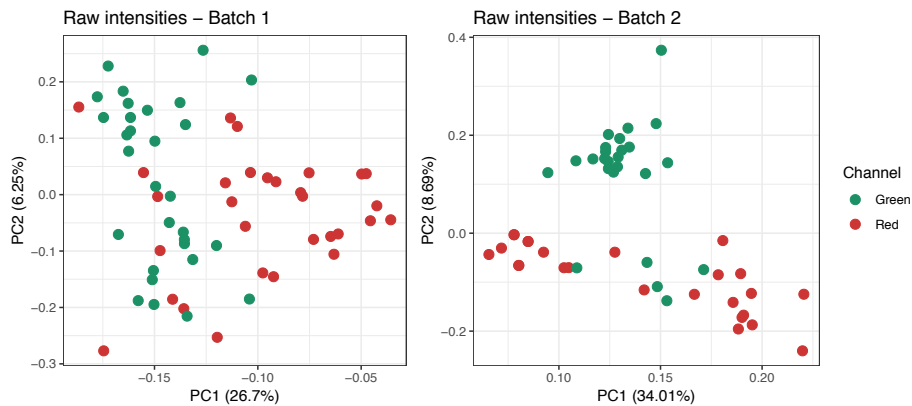 Raw intensities – Batch 1
0.2
0.1
0.0
−0.1
−0.2
−0.3
PC2 (6.25%)
−0.15
−0.10
−0.05
PC1 (26.7%)
Raw intensities – Batch 2
0.4
0.2
0.0
−0.2
PC2 (8.69%)
0.10
0.15
0.20
PC1 (34.01%)
Channel
Green
Red